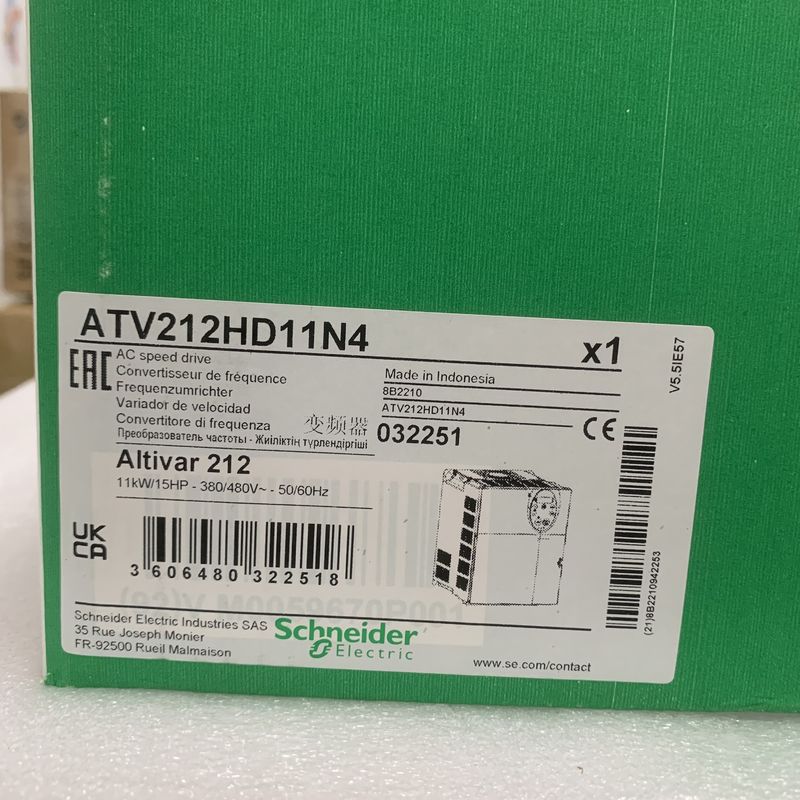 ATV212HD11N4
x1
V5.5IE57
EAC
AC speed drive
Convertisseur de fréquence
Frequenzumrichter
Variador de velocidad
Convertitore di frequenza
变频器
Преобразователь частоты - Жиіліктің түрлендіргіші
Made in Indonesia
8B2210
ATV212HD11N4
032251
CE
Altivar 212
11kW/15HP - 380/480V~ - 50/60Hz
UK
CA
3 606480 322518
(21)8B2210942253
Schneider Electric Industries SAS
35 Rue Joseph Monier
FR-92500 Rueil Malmaison
Schneider
Electric
www.se.com/contact